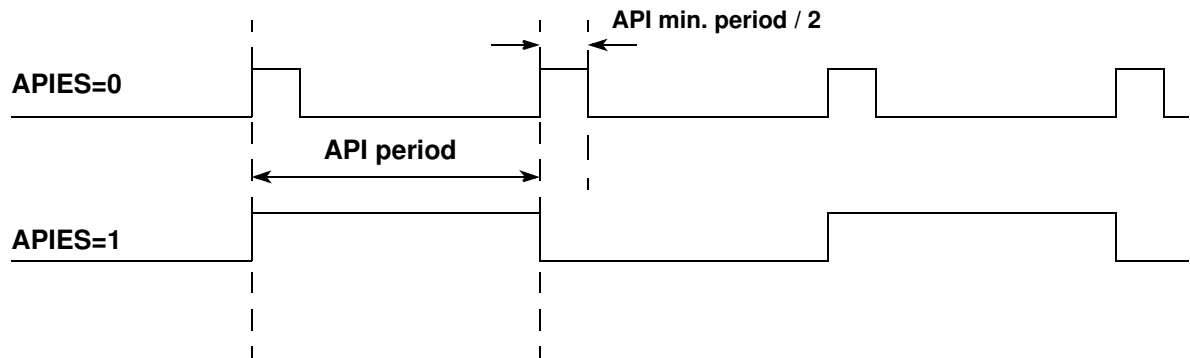 API min. period / 2
APIES=0
API period
APIES=1